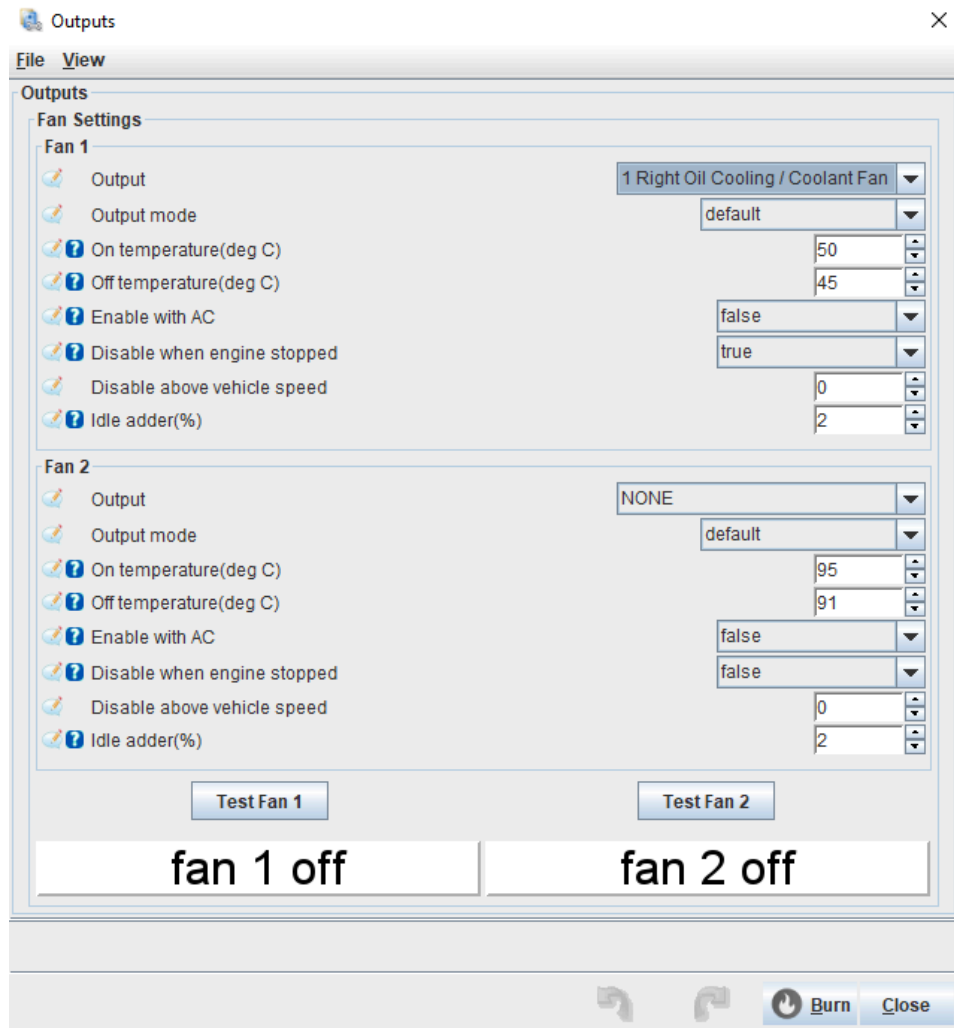 Outputs
File View
Outputs
Fan Settings
Fan 1
Output 1 Right Oil Cooling / Coolant Fan
Output mode default
On temperature(deg C) 50
Off temperature(deg C) 45
Enable with AC false
Disable when engine stopped true
Disable above vehicle speed 0
Idle adder(%) 2
Fan 2
Output NONE
Output mode default
On temperature(deg C) 95
Off temperature(deg C) 91
Enable with AC false
Disable when engine stopped false
Disable above vehicle speed 0
Idle adder(%) 2
Test Fan 1 Test Fan 2
fan 1 off fan 2 off
Burn Close